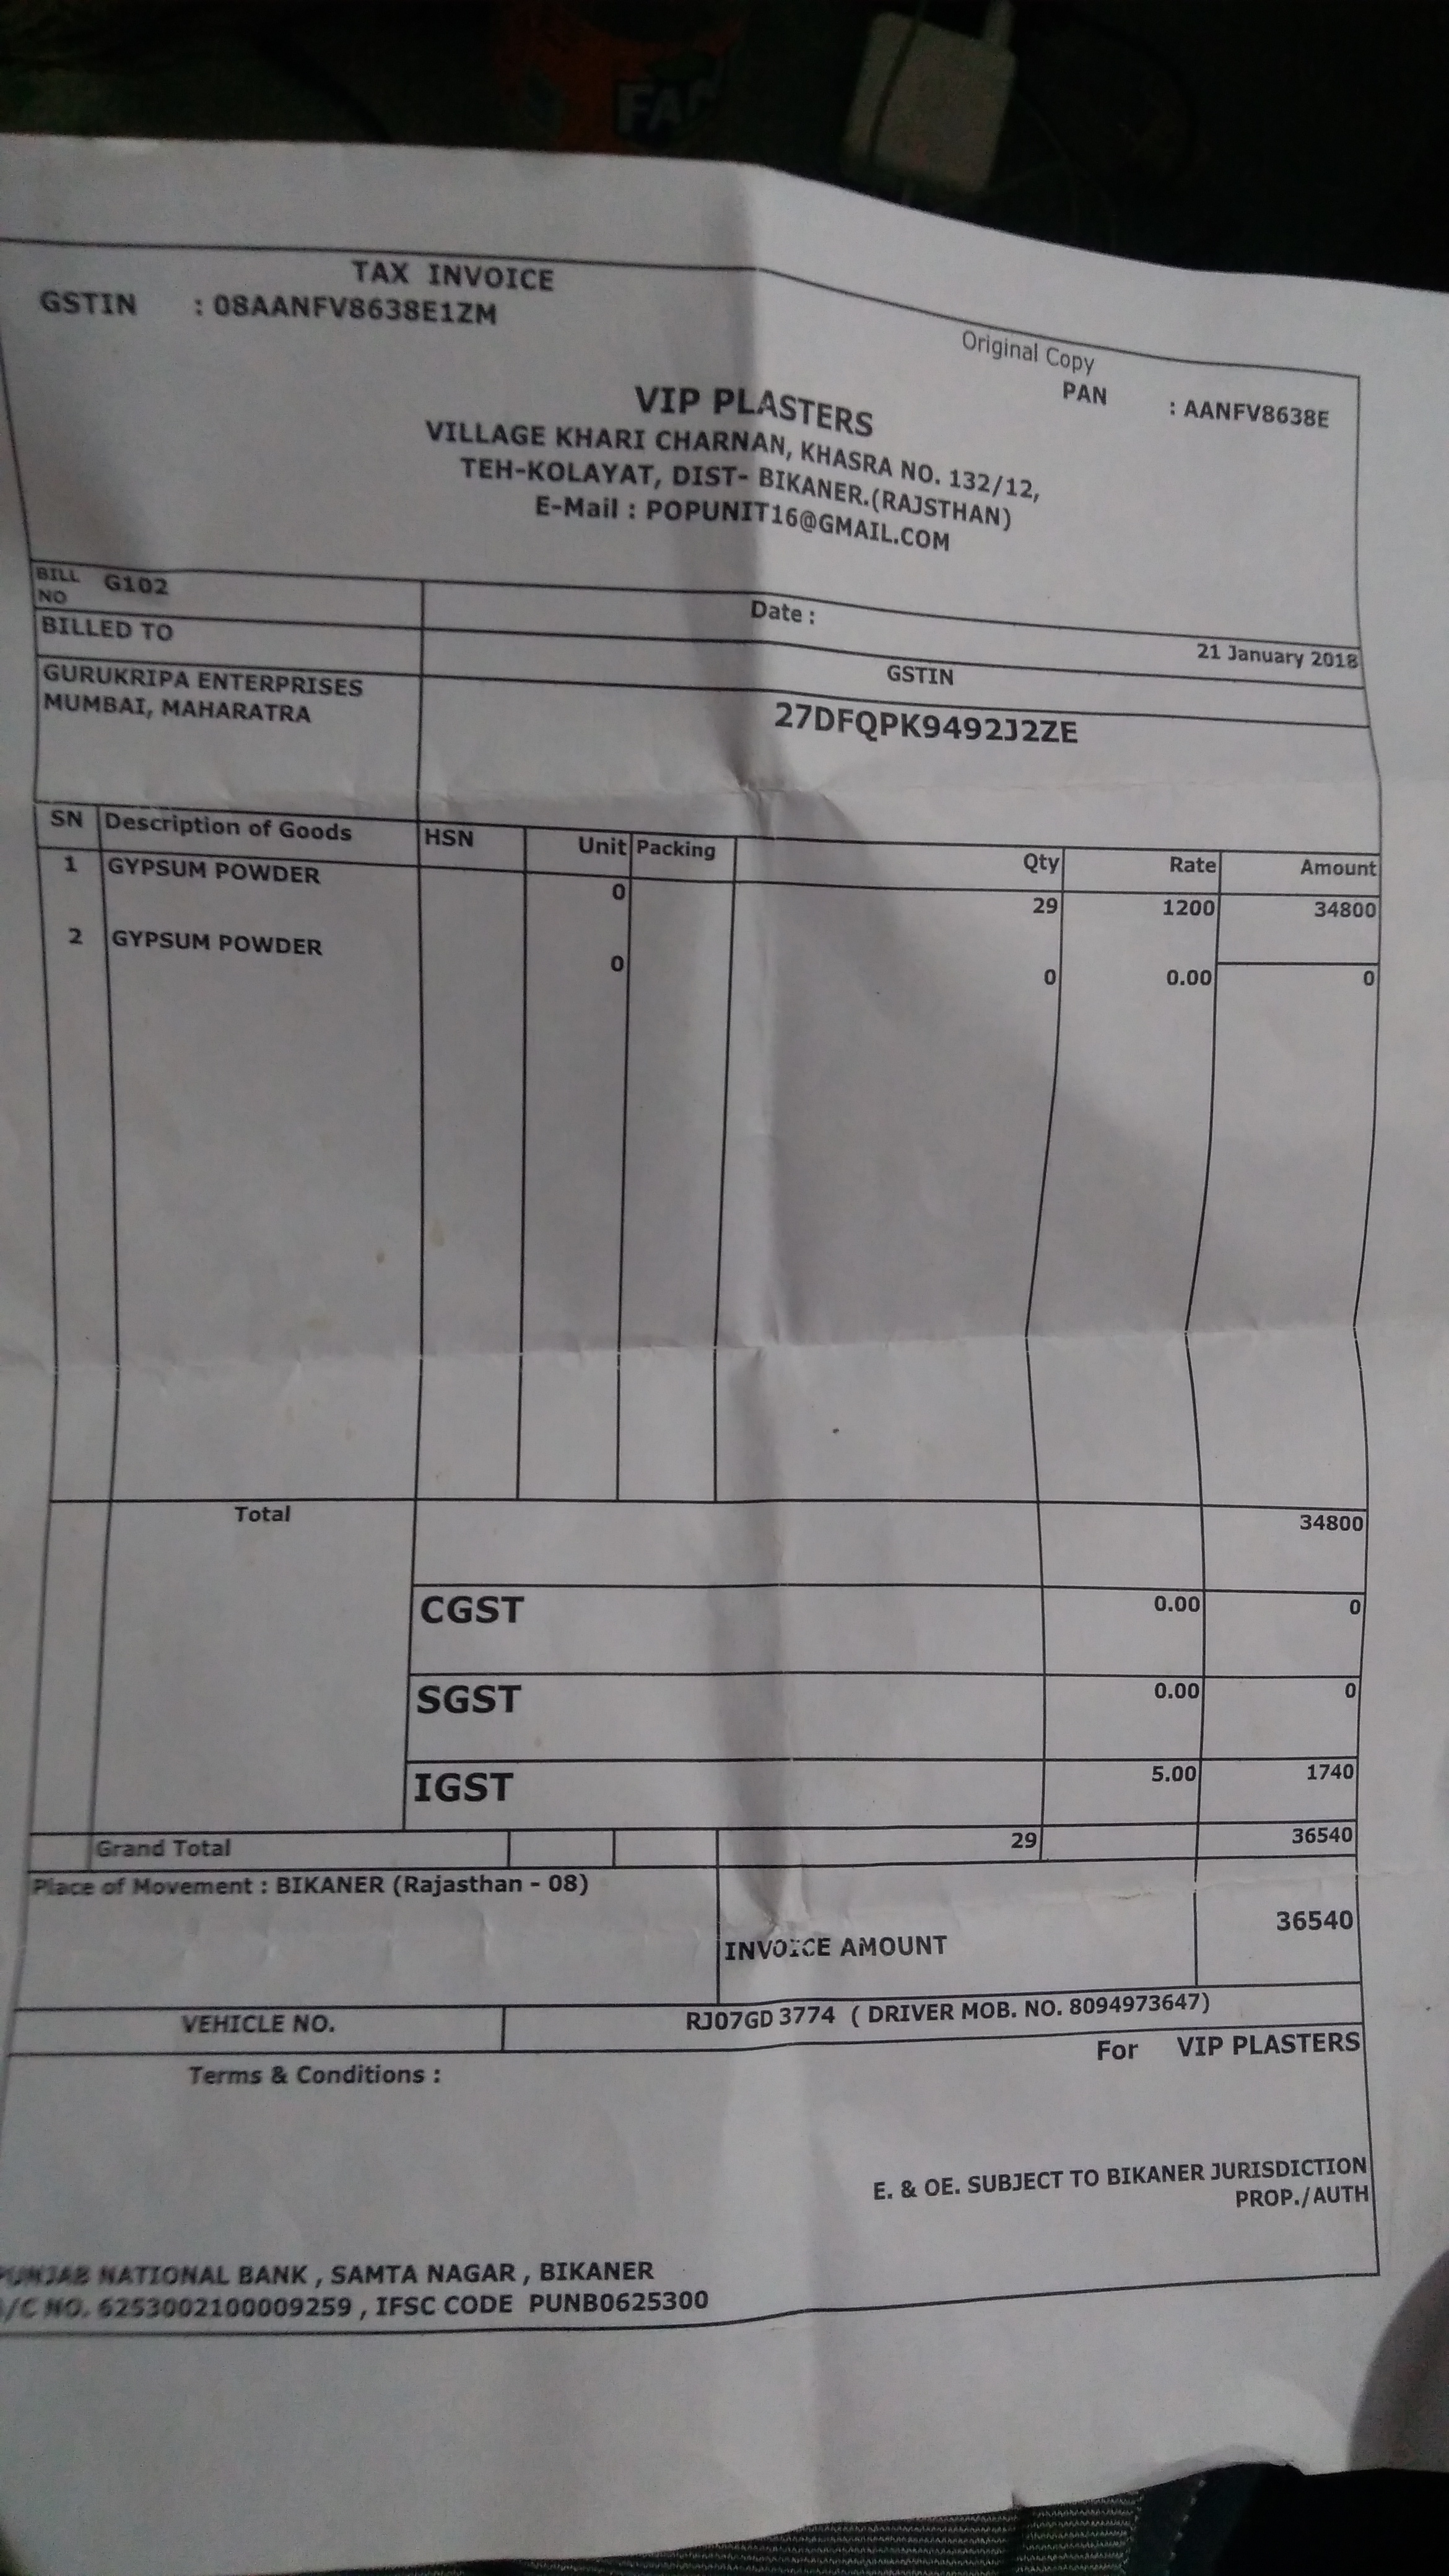 TAX INVOICE
GSTIN : 08AANFV8638E1ZM
Original Copy
PAN : AANFV8638E
VIP PLASTERS
VILLAGE KHARI CHARNAN, KHASRA NO. 132/12,
TEH-KOLAYAT, DIST- BIKANER.(RAJSTHAN)
E-Mail : POPUNIT16@GMAIL.COM
BILL NO G102 Date : 21 January 2018
BILLED TO GSTIN
GURUKRIPA ENTERPRISES 27DFQPK9492J2ZE
MUMBAI, MAHARATRA
SN Description of Goods HSN Unit Packing Qty Rate Amount
1 GYPSUM POWDER 0 29 1200 34800
2 GYPSUM POWDER 0 0 0.00 0
Total 34800
CGST 0.00 0
SGST 0.00 0
IGST 5.00 1740
Grand Total 29 36540
Place of Movement : BIKANER (Rajasthan - 08)
INVOICE AMOUNT 36540
VEHICLE NO. RJ07GD 3774 ( DRIVER MOB. NO. 8094973647)
For VIP PLASTERS
Terms & Conditions :
E. & OE. SUBJECT TO BIKANER JURISDICTION
PROP./AUTH
PUNJAB NATIONAL BANK , SAMTA NAGAR , BIKANER
/C NO. 6253002100009259 , IFSC CODE PUNB0625300